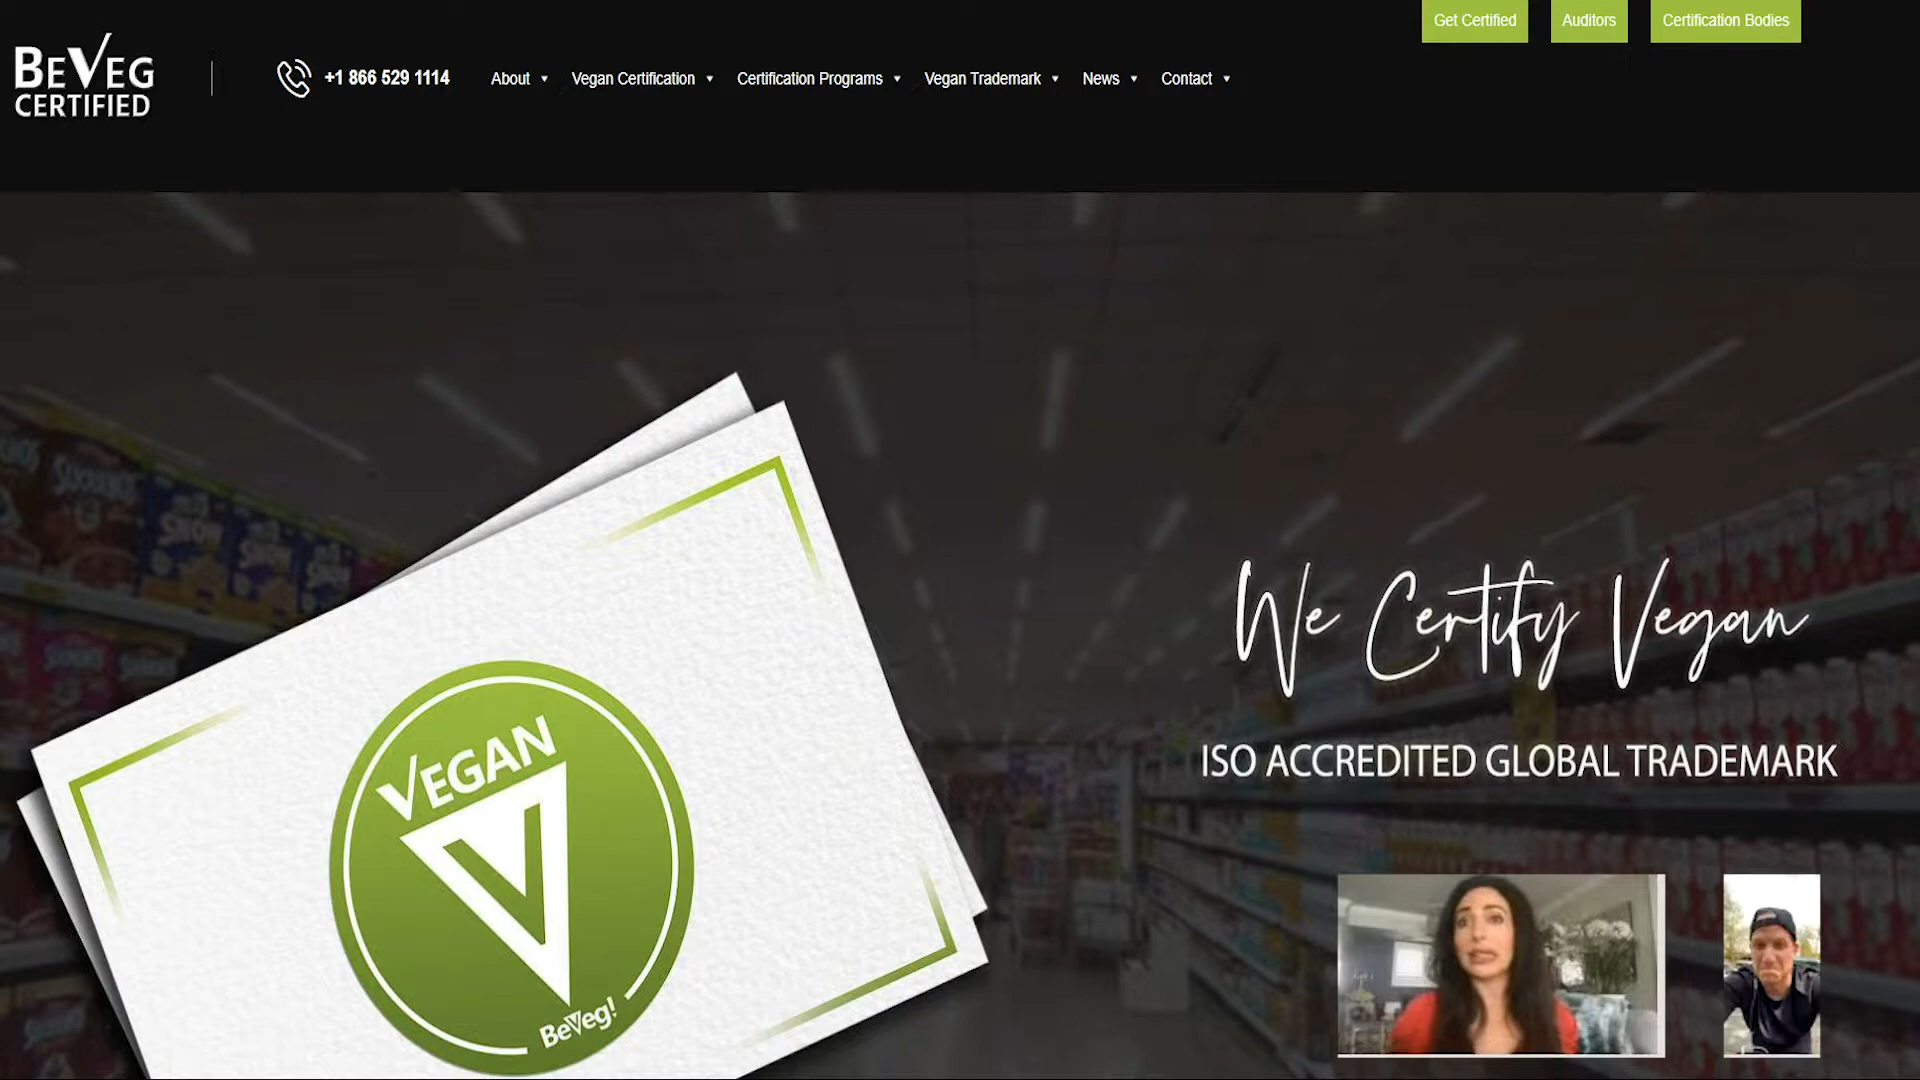 Get Certified
Auditors
Certification Bodies
BEVEG
CERTIFIED
+1 866 529 1114
About
Vegan Certification
Certification Programs
Vegan Trademark
News
Contact
We Certify Vegan
ISO ACCREDITED GLOBAL TRADEMARK
VEGAN
BeVeg!